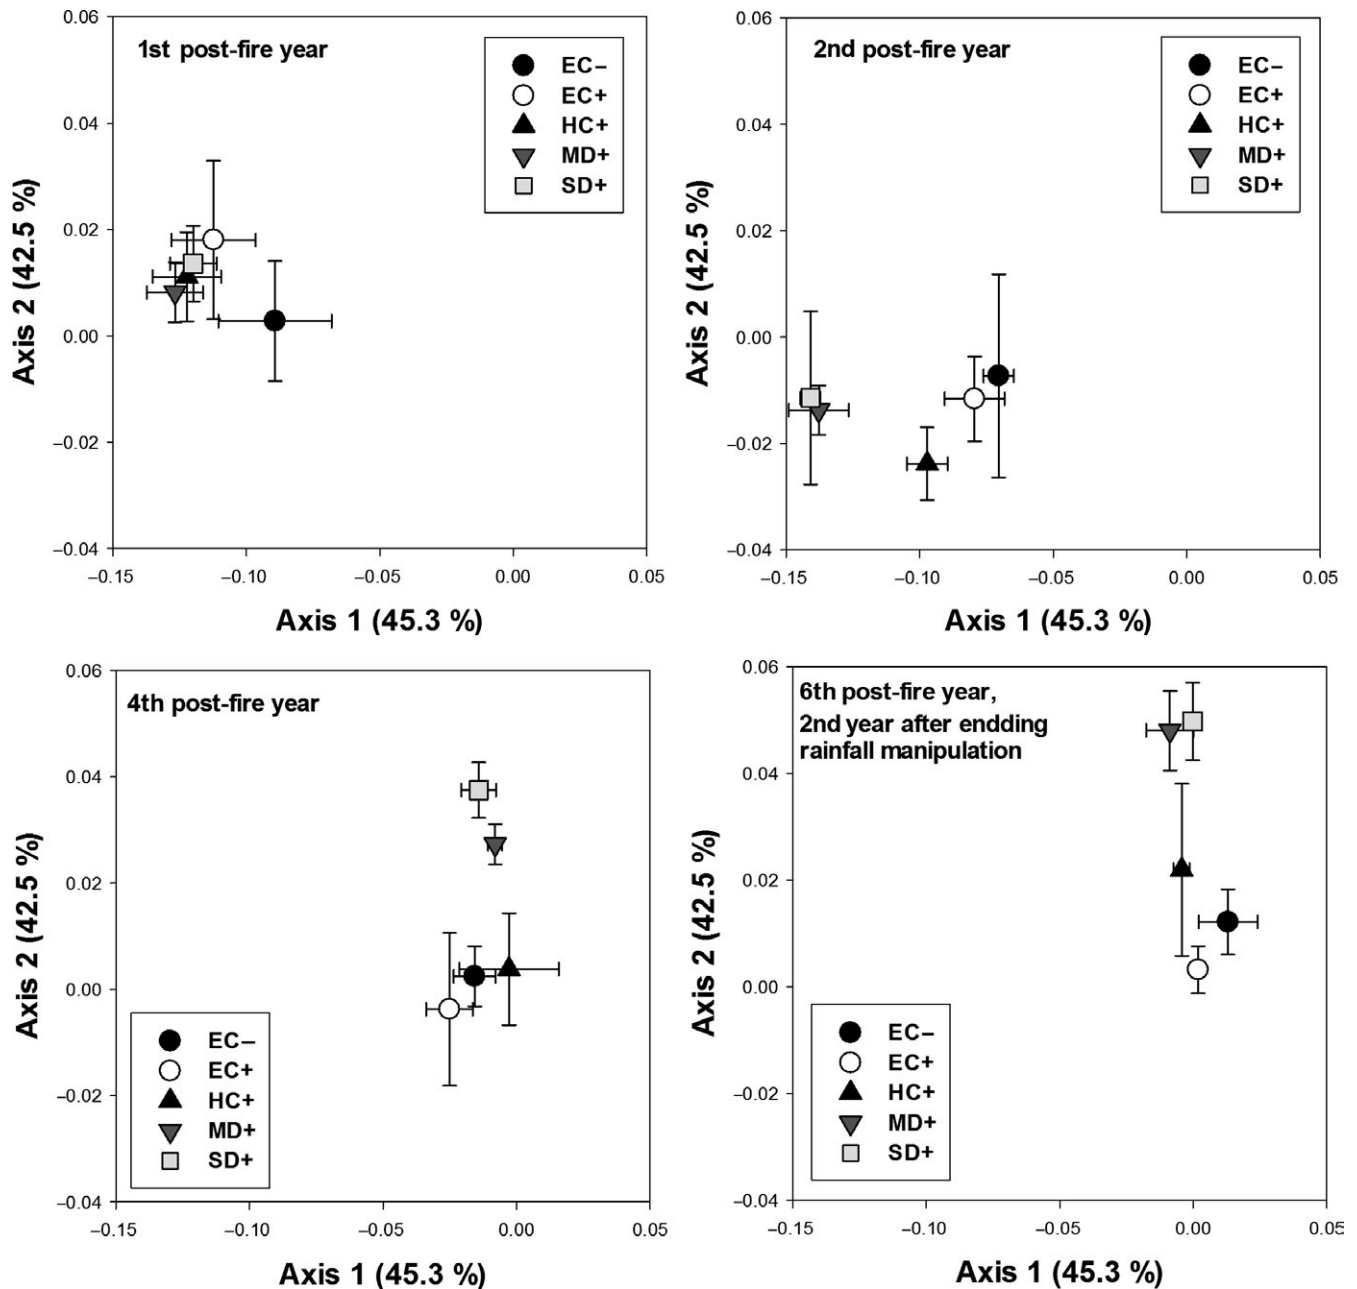 1st post-fire year
EC–
EC+
HC+
MD+
SD+
0.06
0.04
0.02
0.00
–0.02
–0.04
–0.15
–0.10
–0.05
0.00
0.05
Axis 2 (42.5 %)
Axis 1 (45.3 %)
2nd post-fire year
EC–
EC+
HC+
MD+
SD+
0.06
0.04
0.02
0.00
–0.02
–0.04
–0.15
–0.10
–0.05
0.00
0.05
Axis 2 (42.5 %)
Axis 1 (45.3 %)
4th post-fire year
EC–
EC+
HC+
MD+
SD+
0.06
0.04
0.02
0.00
–0.02
–0.04
–0.15
–0.10
–0.05
0.00
0.05
Axis 2 (42.5 %)
Axis 1 (45.3 %)
6th post-fire year,
2nd year after endding
rainfall manipulation
EC–
EC+
HC+
MD+
SD+
0.06
0.04
0.02
0.00
–0.02
–0.04
–0.15
–0.10
–0.05
0.00
0.05
Axis 2 (42.5 %)
Axis 1 (45.3 %)